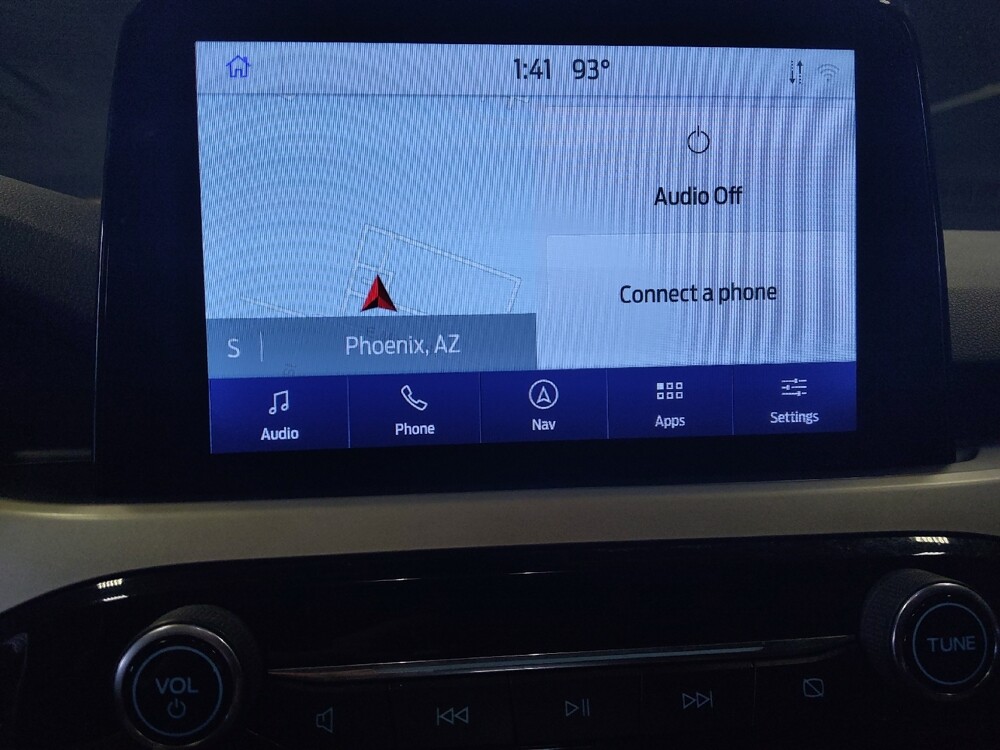 1:41 93°
Audio Off
Connect a phone
S Phoenix, AZ
Audio Phone Nav Apps Settings
VOL TUNE